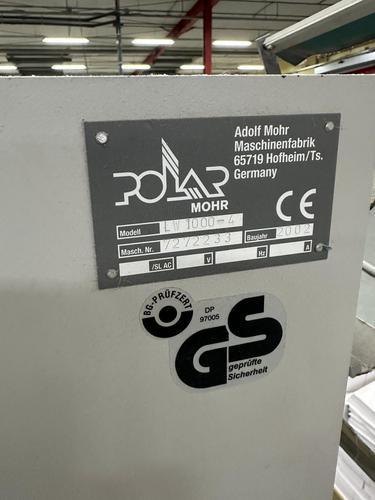 POLAR
MOHR
Adolf Mohr
Maschinenfabrik
65719 Hofheim/Ts.
Germany
CE
Modell LW 1000-4
Masch. Nr. 7272233 Baujahr 2002
/SL AC V Hz A
BG-PRÜFZERT
DP
97005
GS
geprüfte
Sicherheit